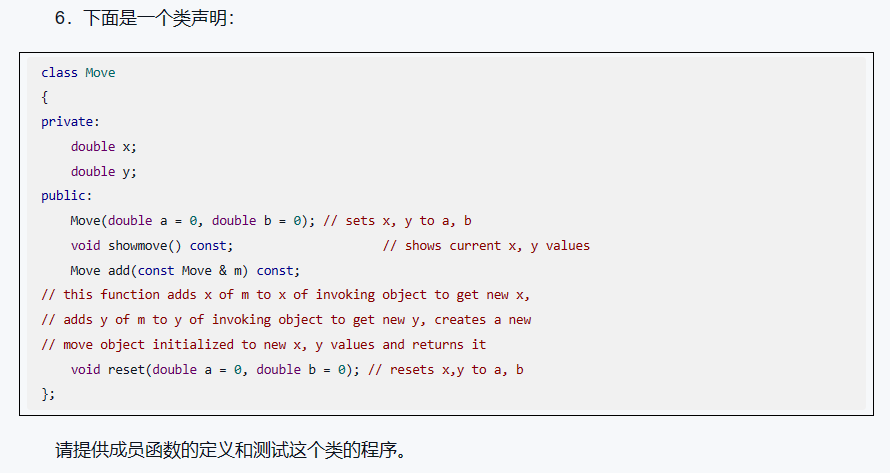 6．下面是一个类声明：
class Move
{
private:
    double x;
    double y;
public:
    Move(double a = 0, double b = 0); // sets x, y to a, b
    void showmove() const;                    // shows current x, y values
    Move add(const Move & m) const;
// this function adds x of m to x of invoking object to get new x,
// adds y of m to y of invoking object to get new y, creates a new
// move object initialized to new x, y values and returns it
    void reset(double a = 0, double b = 0); // resets x,y to a, b
};
请提供成员函数的定义和测试这个类的程序。